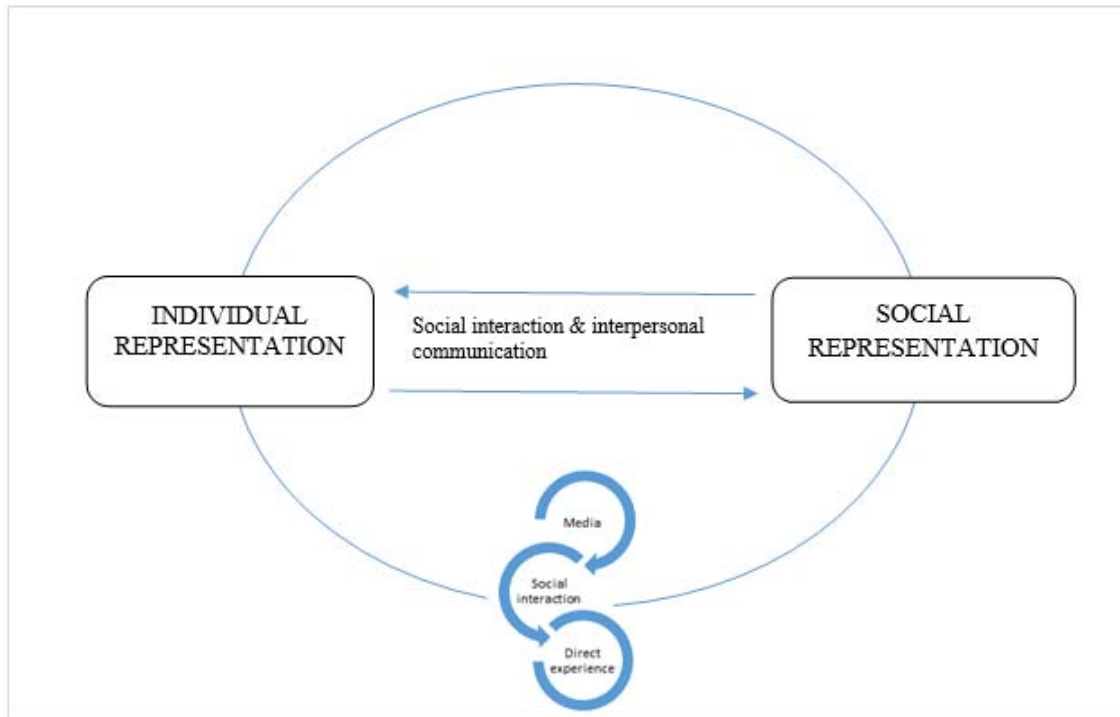 INDIVIDUAL
REPRESENTATION
Social interaction & interpersonal
communication
SOCIAL
REPRESENTATION
Media
Social
interaction
Direct
experience